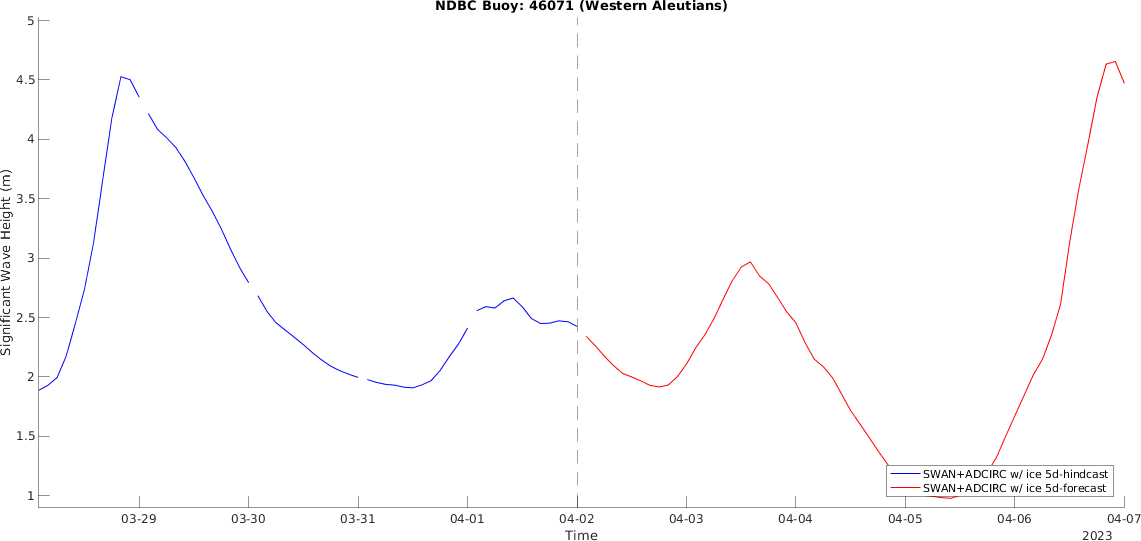 NDBC Buoy: 46071 (Western Aleutians)
5
4.5
4
3.5
3
2.5
2
1.5
1
Significant Wave Height (m)
SWAN+ADCIRC w/ ice 5d-hindcast
SWAN+ADCIRC w/ ice 5d-forecast
03-29 03-30 03-31 04-01 04-02 04-03 04-04 04-05 04-06 04-07
Time
2023